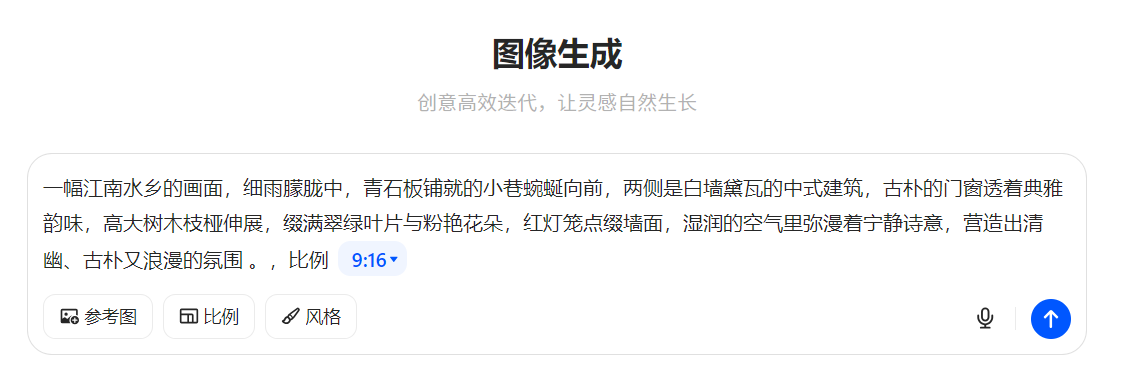 图像生成
创意高效迭代，让灵感自然生长
一幅江南水乡的画面，细雨朦胧中，青石板铺就的小巷蜿蜒向前，两侧是白墙黛瓦的中式建筑，古朴的门窗透着典雅
韵味，高大树木枝桠伸展，缀满翠绿叶片与粉艳花朵，红灯笼点缀墙面，湿润的空气里弥漫着宁静诗意，营造出清
幽、古朴又浪漫的氛围 。，比例 9:16
参考图 比例 风格